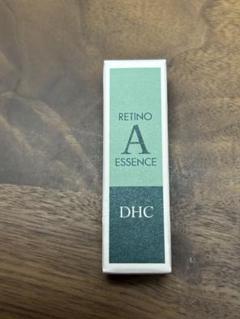 RETINO
A
ESSENCE
DHC